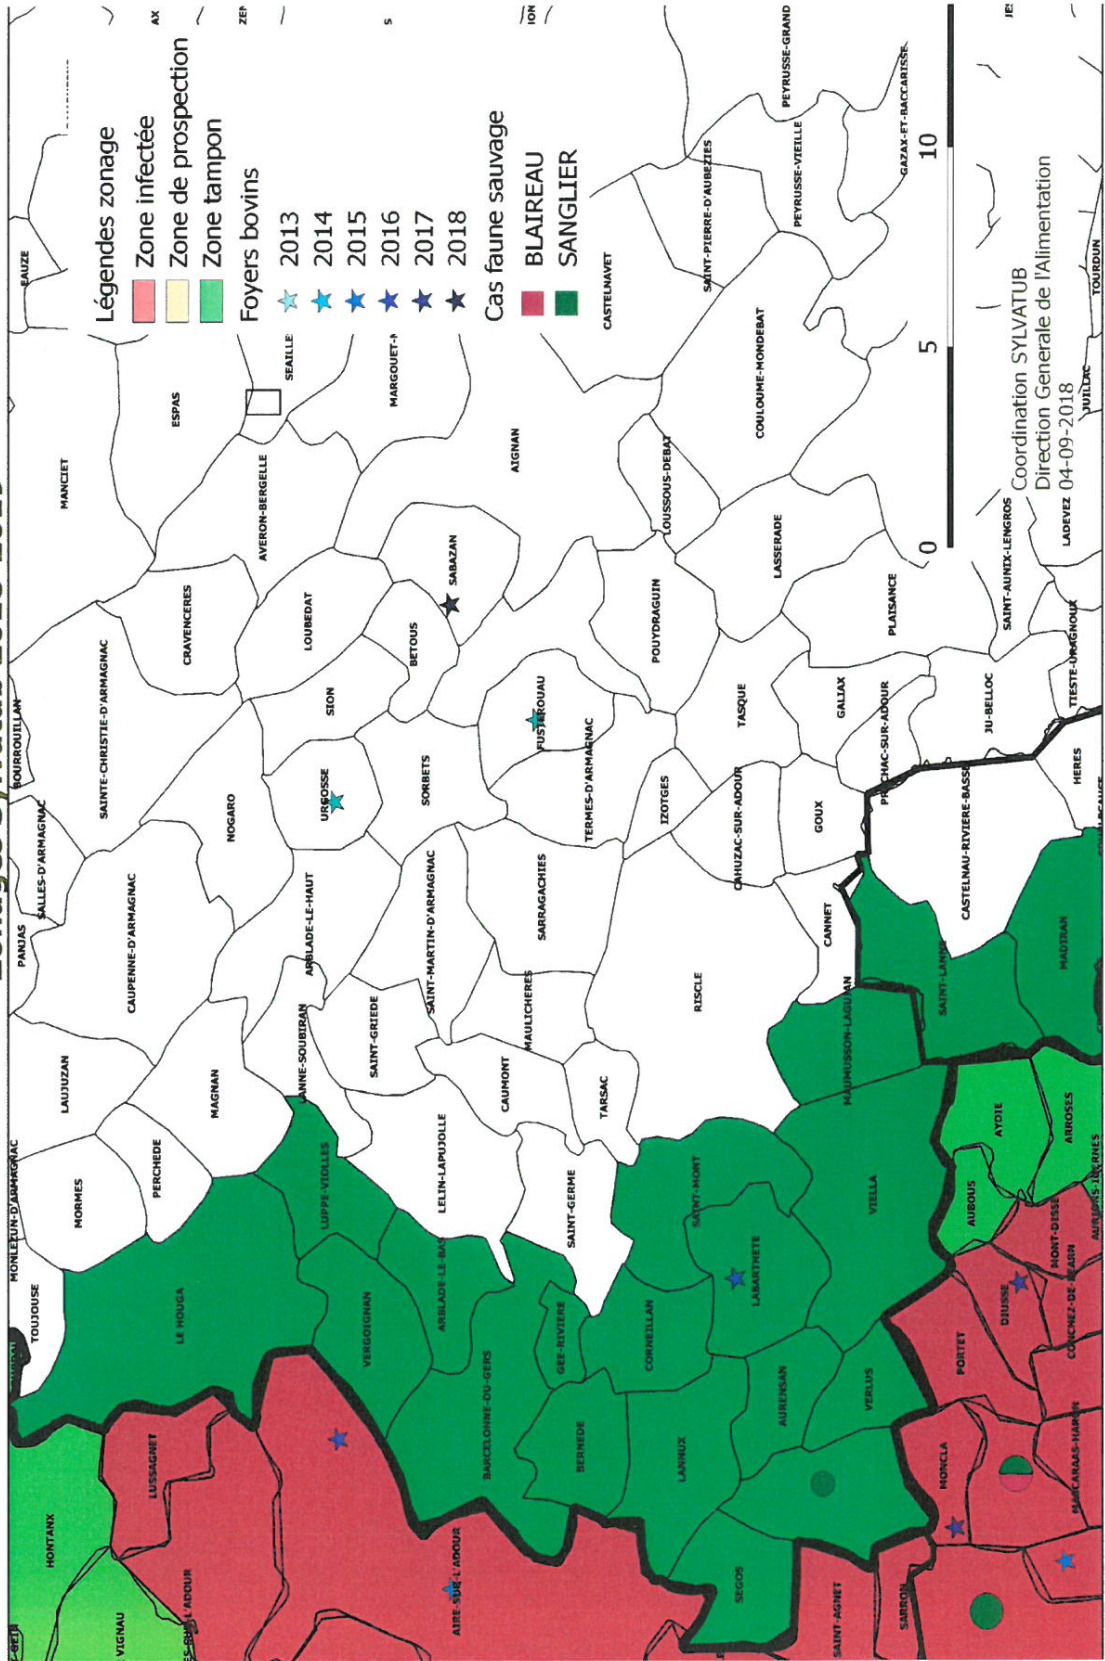 EAUZE
BOURROUILLAN
PANJAS
MONLEZUN-D'ARMAGNAC
TOUJOUSE
SALLES-D'ARMAGNAC
MANCIET
HONTANX
LAUJUZAN
MORMES
SAINTE-CHRISTIE-D'ARMAGNAC
Légendes zonage
Zone infectée
Zone de prospection
Zone tampon
Foyers bovins
2013
2014
2015
2016
2017
2018
Cas faune sauvage
BLAIREAU
SANGLIER
VIGNAU
CAUPENNE-D'ARMAGNAC
LUSSAGNET
PERCHEDE
ESPAS
CRAVENCERES
LE HOUGA
MAGNAN
NOGARO
AVERON-BERGELLE
SEAILLE
LANNE-SOUBIRAN
ARBLADE-LE-HAUT
LOUBEDAT
LUPPE-VIOLLES
URGOSSE
SION
VERGOIGNAN
SAINT-GRIEDE
MARGOUET-M
BETOUS
SORBETS
SAINT-MARTIN-D'ARMAGNAC
ARBLADE-LE-BAS
LELIN-LAPUJOLLE
SABAZAN
AIRE-SUR-L'ADOUR
BARCELONNE-DU-GERS
CAUMONT
AIGNAN
MAULICHERES
SARRAGACHIES
FUSTEROUAU
GEE-RIVIERE
SAINT-GERME
BERNEDE
TERMES-D'ARMAGNAC
TARSAC
CASTELNAVET
CORNEILLAN
POUYDRAGUIN
IZOTGES
LOUSSOUS-DEBAT
LANNUX
SAINT-MONT
RISCLE
SAINT-PIERRE-D'AUBEZIES
SEGOS
LABARTHETE
CAHUZAC-SUR-ADOUR
TASQUE
COULOUME-MONDEBAT
LASSERADE
AURENSAN
PEYRUSSE-GRAND
PEYRUSSE-VIEILLE
GOUX
CANNET
SAINT-AGNET
MAUMUSSON-LAGUIAN
GALIAX
VERLUS
VIELLA
PRECHAC-SUR-ADOUR
PLAISANCE
GAZAX-ET-BACCARISSE
SARRON
0 5 10
MONCLA
PORTET
SAINT-LANNE
CASTELNAU-RIVIERE-BASSE
AUBOUS
AYDIE
JU-BELLOC
SAINT-AUNIX-LENGROS
DIUSSE
Coordination SYLVATUB
Direction Generale de l'Alimentation
04-09-2018
MONT-DISSE
ARROSES
MADIRAN
HERES
TIESTE-URAGNOUX
LADEVEZ
CONCHEZ-DE-BEARN
MASCARAAS-HARON
JUILLAC
TOURDUN